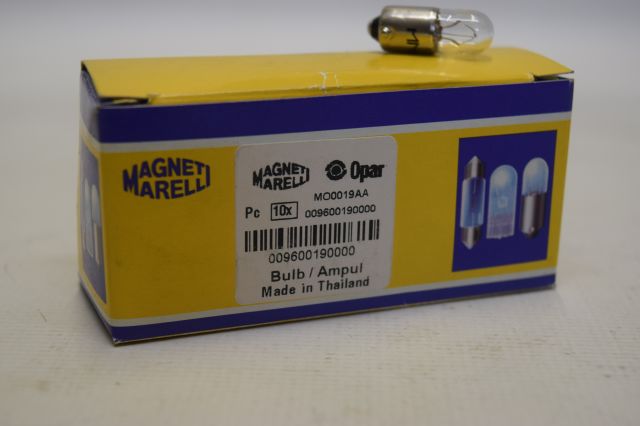 MAGNETI
MARELLI
MAGNETI
MARELLI
Opar
MO0019AA
Pc 10x 009600190000
009600190000
Bulb / Ampul
Made in Thailand